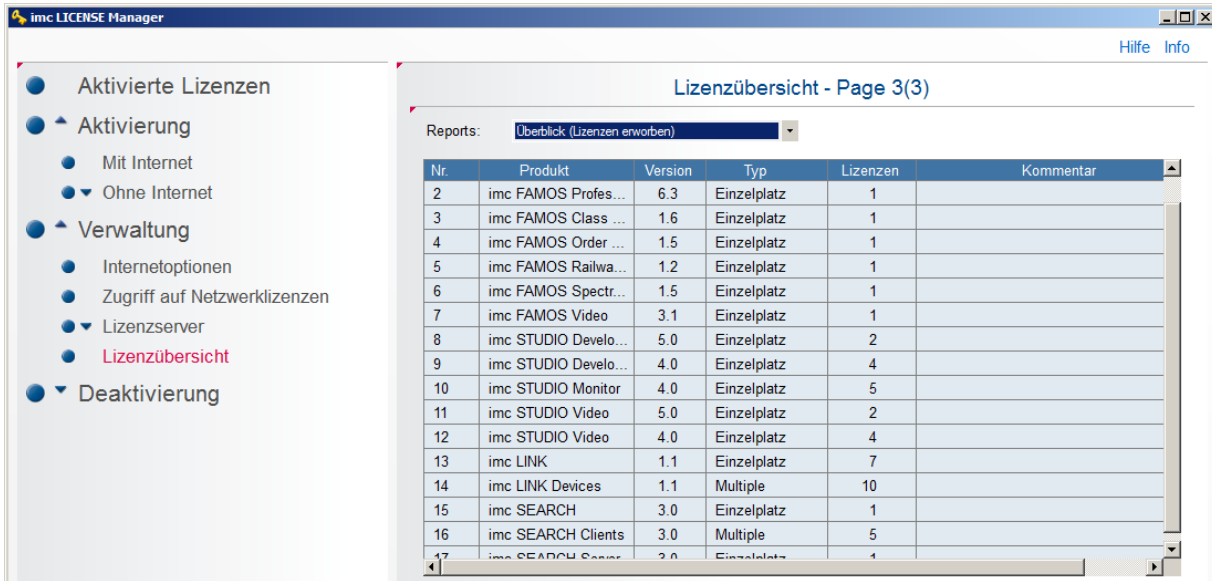 imc LICENSE Manager
Hilfe Info
Aktivierte Lizenzen
Aktivierung
Mit Internet
Ohne Internet
Verwaltung
Internetoptionen
Zugriff auf Netzwerklizenzen
Lizenzserver
Lizenzübersicht
Deaktivierung
Lizenzübersicht - Page 3(3)
Reports: Überblick (Lizenzen erworben)
Nr. Produkt Version Typ Lizenzen Kommentar
2 imc FAMOS Profes... 6.3 Einzelplatz 1
3 imc FAMOS Class ... 1.6 Einzelplatz 1
4 imc FAMOS Order ... 1.5 Einzelplatz 1
5 imc FAMOS Railwa... 1.2 Einzelplatz 1
6 imc FAMOS Spectr... 1.5 Einzelplatz 1
7 imc FAMOS Video 3.1 Einzelplatz 1
8 imc STUDIO Develo... 5.0 Einzelplatz 2
9 imc STUDIO Develo... 4.0 Einzelplatz 4
10 imc STUDIO Monitor 4.0 Einzelplatz 5
11 imc STUDIO Video 5.0 Einzelplatz 2
12 imc STUDIO Video 4.0 Einzelplatz 4
13 imc LINK 1.1 Einzelplatz 7
14 imc LINK Devices 1.1 Multiple 10
15 imc SEARCH 3.0 Einzelplatz 1
16 imc SEARCH Clients 3.0 Multiple 5
17 imc SEARCH Server 3.0 Einzelplatz 1